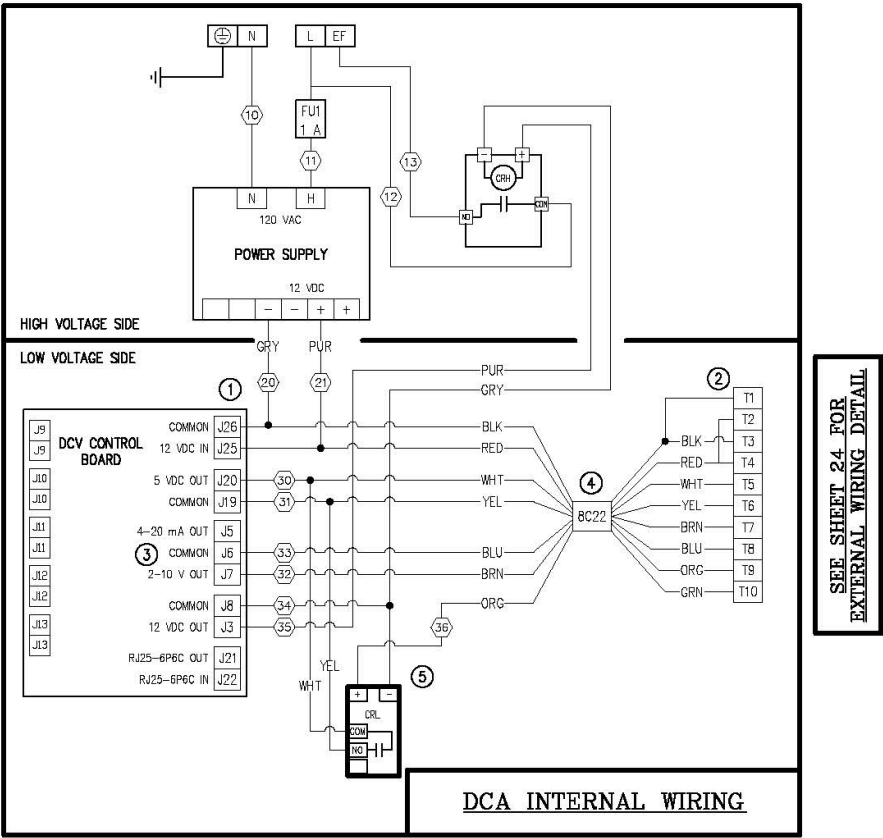 N
L EF
10
FU1
1 A
11
13
12
- +
CRH
NO
COM
N H
120 VAC
POWER SUPPLY
12 VDC
- - + +
HIGH VOLTAGE SIDE
LOW VOLTAGE SIDE
GRY PUR
20 21
PUR
GRY
1
2
DCV CONTROL
BOARD
J9
J9
J10
J10
J11
J11
J12
J12
J13
J13
COMMON J26
12 VDC IN J25
5 VDC OUT J20
COMMON J19
4-20 mA OUT J5
3
COMMON J6
2-10 V OUT J7
COMMON J8
12 VDC OUT J3
RJ25-6P6C OUT J21
RJ25-6P6C IN J22
30
31
33
32
34
35
BLK
RED
WHT
YEL
BLU
BRN
ORG
36
4
8C22
BLK
RED
WHT
YEL
BRN
BLU
ORG
GRN
T1
T2
T3
T4
T5
T6
T7
T8
T9
T10
YEL
WHT
5
+ -
CRL
COM
NO
DCA INTERNAL WIRING
SEE SHEET 24 FOR
EXTERNAL WIRING DETAIL